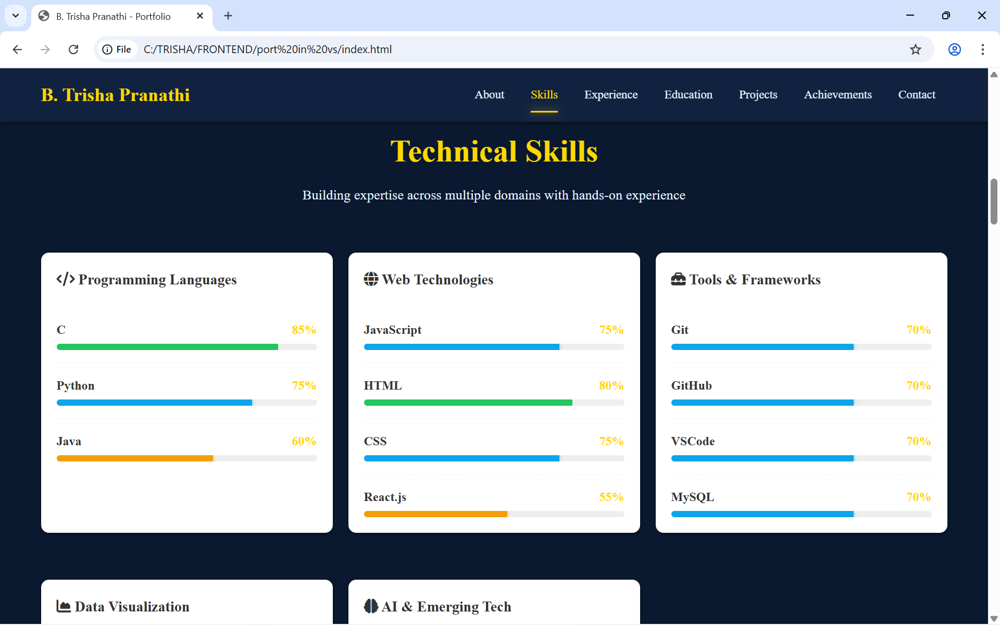 B. Trisha Pranathi - Portfolio
File C:/TRISHA/FRONTEND/port%20in%20vs/index.html
B. Trisha Pranathi About Skills Experience Education Projects Achievements Contact
Technical Skills
Building expertise across multiple domains with hands-on experience
Programming Languages
C 85%
Python 75%
Java 60%
Web Technologies
JavaScript 75%
HTML 80%
CSS 75%
React.js 55%
Tools & Frameworks
Git 70%
GitHub 70%
VSCode 70%
MySQL 70%
Data Visualization
AI & Emerging Tech